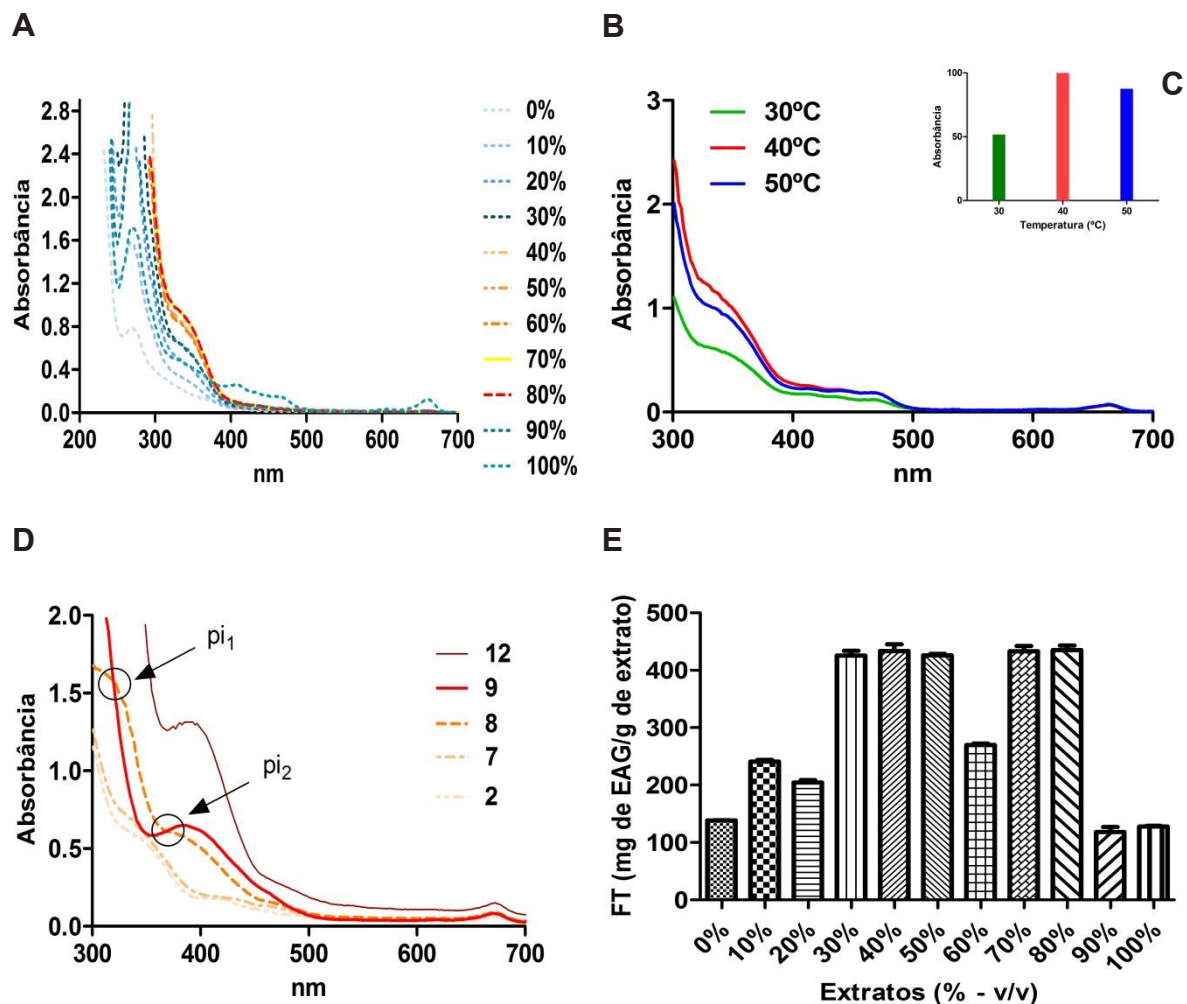 A
Absorbância
2.8
2.4
2.0
1.6
1.2
0.8
0.4
0.0
200 300 400 500 600 700
nm
0%
10%
20%
30%
40%
50%
60%
70%
80%
90%
100%
B
Absorbância
3
2
1
0
300 400 500 600 700
nm
30ºC
40ºC
50ºC
C
Absorbância
100
50
0
30 40 50
Temperatura (ºC)
D
Absorbância
2.0
1.5
1.0
0.5
0.0
300 400 500 600 700
nm
pi1
pi2
12
9
8
7
2
E
FT (mg de EAG/g de extrato)
500
400
300
200
100
0
0% 10% 20% 30% 40% 50% 60% 70% 80% 90% 100%
Extratos (% - v/v)